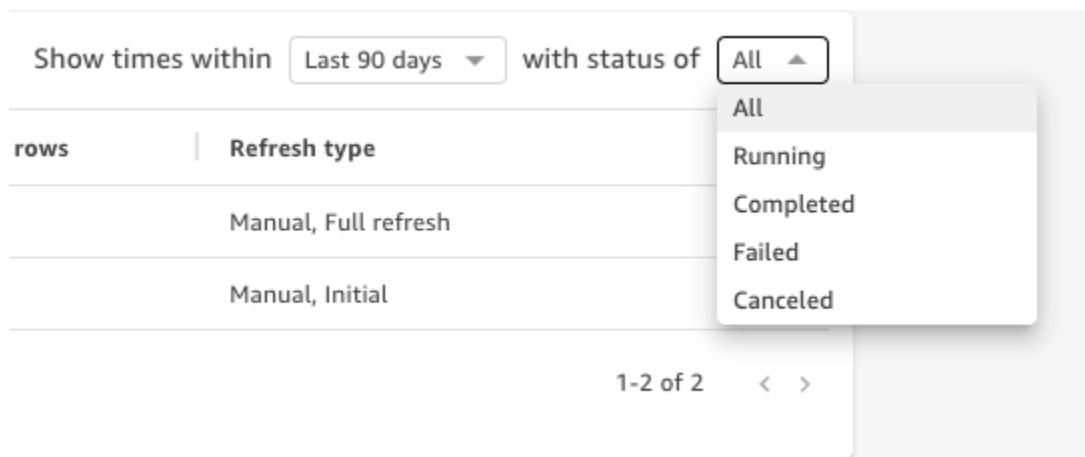 Show times within Last 90 days with status of All
All
rows Refresh type
Running
Completed
Manual, Full refresh
Failed
Manual, Initial
Canceled
1-2 of 2 < >